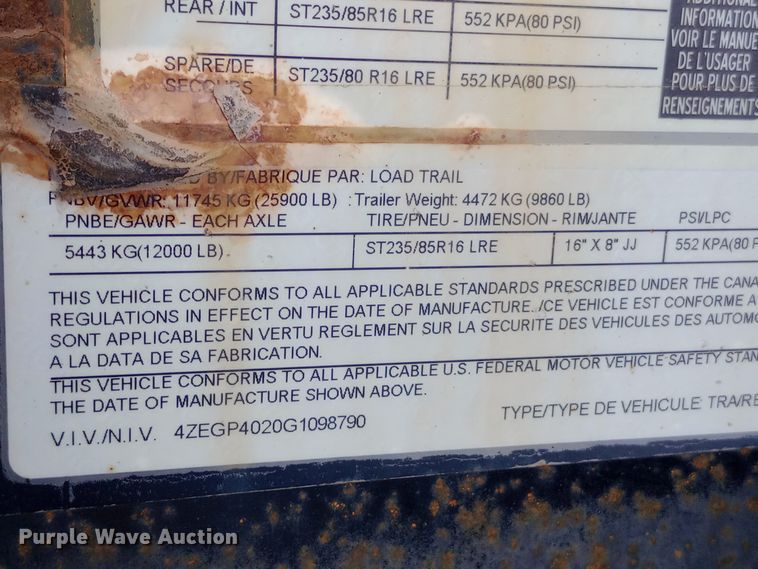 REAR / INT ST235/85R16 LRE 552 KPA(80 PSI)
SPARE/DE SECOURS ST235/80 R16 LRE 552 KPA(80 PSI)
ADDITIONAL
INFORMATION
VOIR LE MANUE
DE L'USAGER
POUR PLUS DE
RENSEIGNEMENTS
BY/FABRIQUE PAR: LOAD TRAIL
PNBV/GVWR: 11745 KG (25900 LB) : Trailer Weight: 4472 KG (9860 LB)
PNBE/GAWR - EACH AXLE TIRE/PNEU - DIMENSION - RIM/JANTE PSI/LPC
5443 KG(12000 LB) ST235/85R16 LRE 16" X 8" JJ 552 KPA(80 P
THIS VEHICLE CONFORMS TO ALL APPLICABLE STANDARDS PRESCRIBED UNDER THE CANA
REGULATIONS IN EFFECT ON THE DATE OF MANUFACTURE. /CE VEHICLE EST CONFORME A
SONT APPLICABLES EN VERTU REGLEMENT SUR LA SECURITE DES VEHICULES DES AUTOMO
A LA DATA DE SA FABRICATION.
THIS VEHICLE CONFORMS TO ALL APPLICABLE U.S. FEDERAL MOTOR VEHICLE SAFETY STAN
THE DATE OF MANUFACTURE SHOWN ABOVE.
V.I.V./N.I.V. 4ZEGP4020G1098790 TYPE/TYPE DE VEHICULE: TRA/RE
Purple Wave Auction